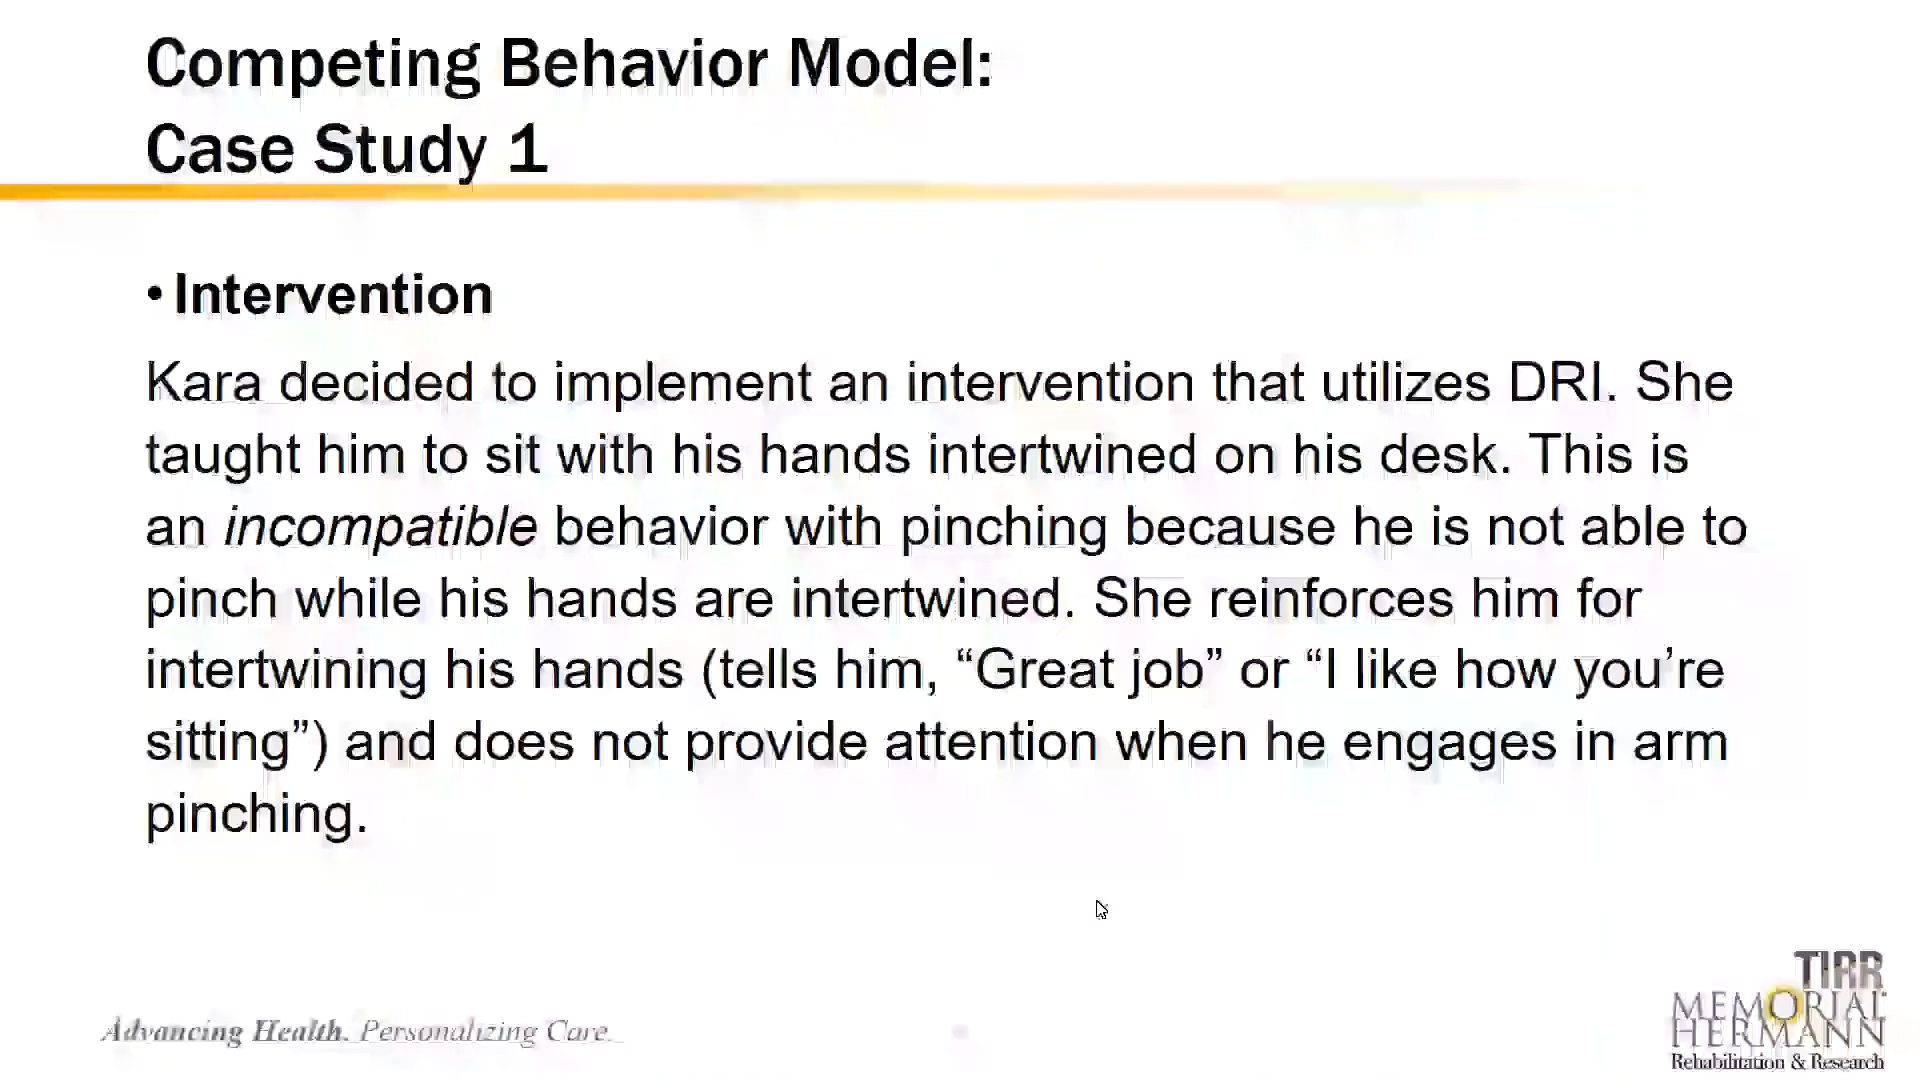 Competing Behavior Model:
Case Study 1
• Intervention
Kara decided to implement an intervention that utilizes DRI. She
taught him to sit with his hands intertwined on his desk. This is
an incompatible behavior with pinching because he is not able to
pinch while his hands are intertwined. She reinforces him for
intertwining his hands (tells him, “Great job” or “I like how you’re
sitting”) and does not provide attention when he engages in arm
pinching.
Advancing Health. Personalizing Care.
TIRR
MEMORIAL
HERMANN
Rehabilitation & Research